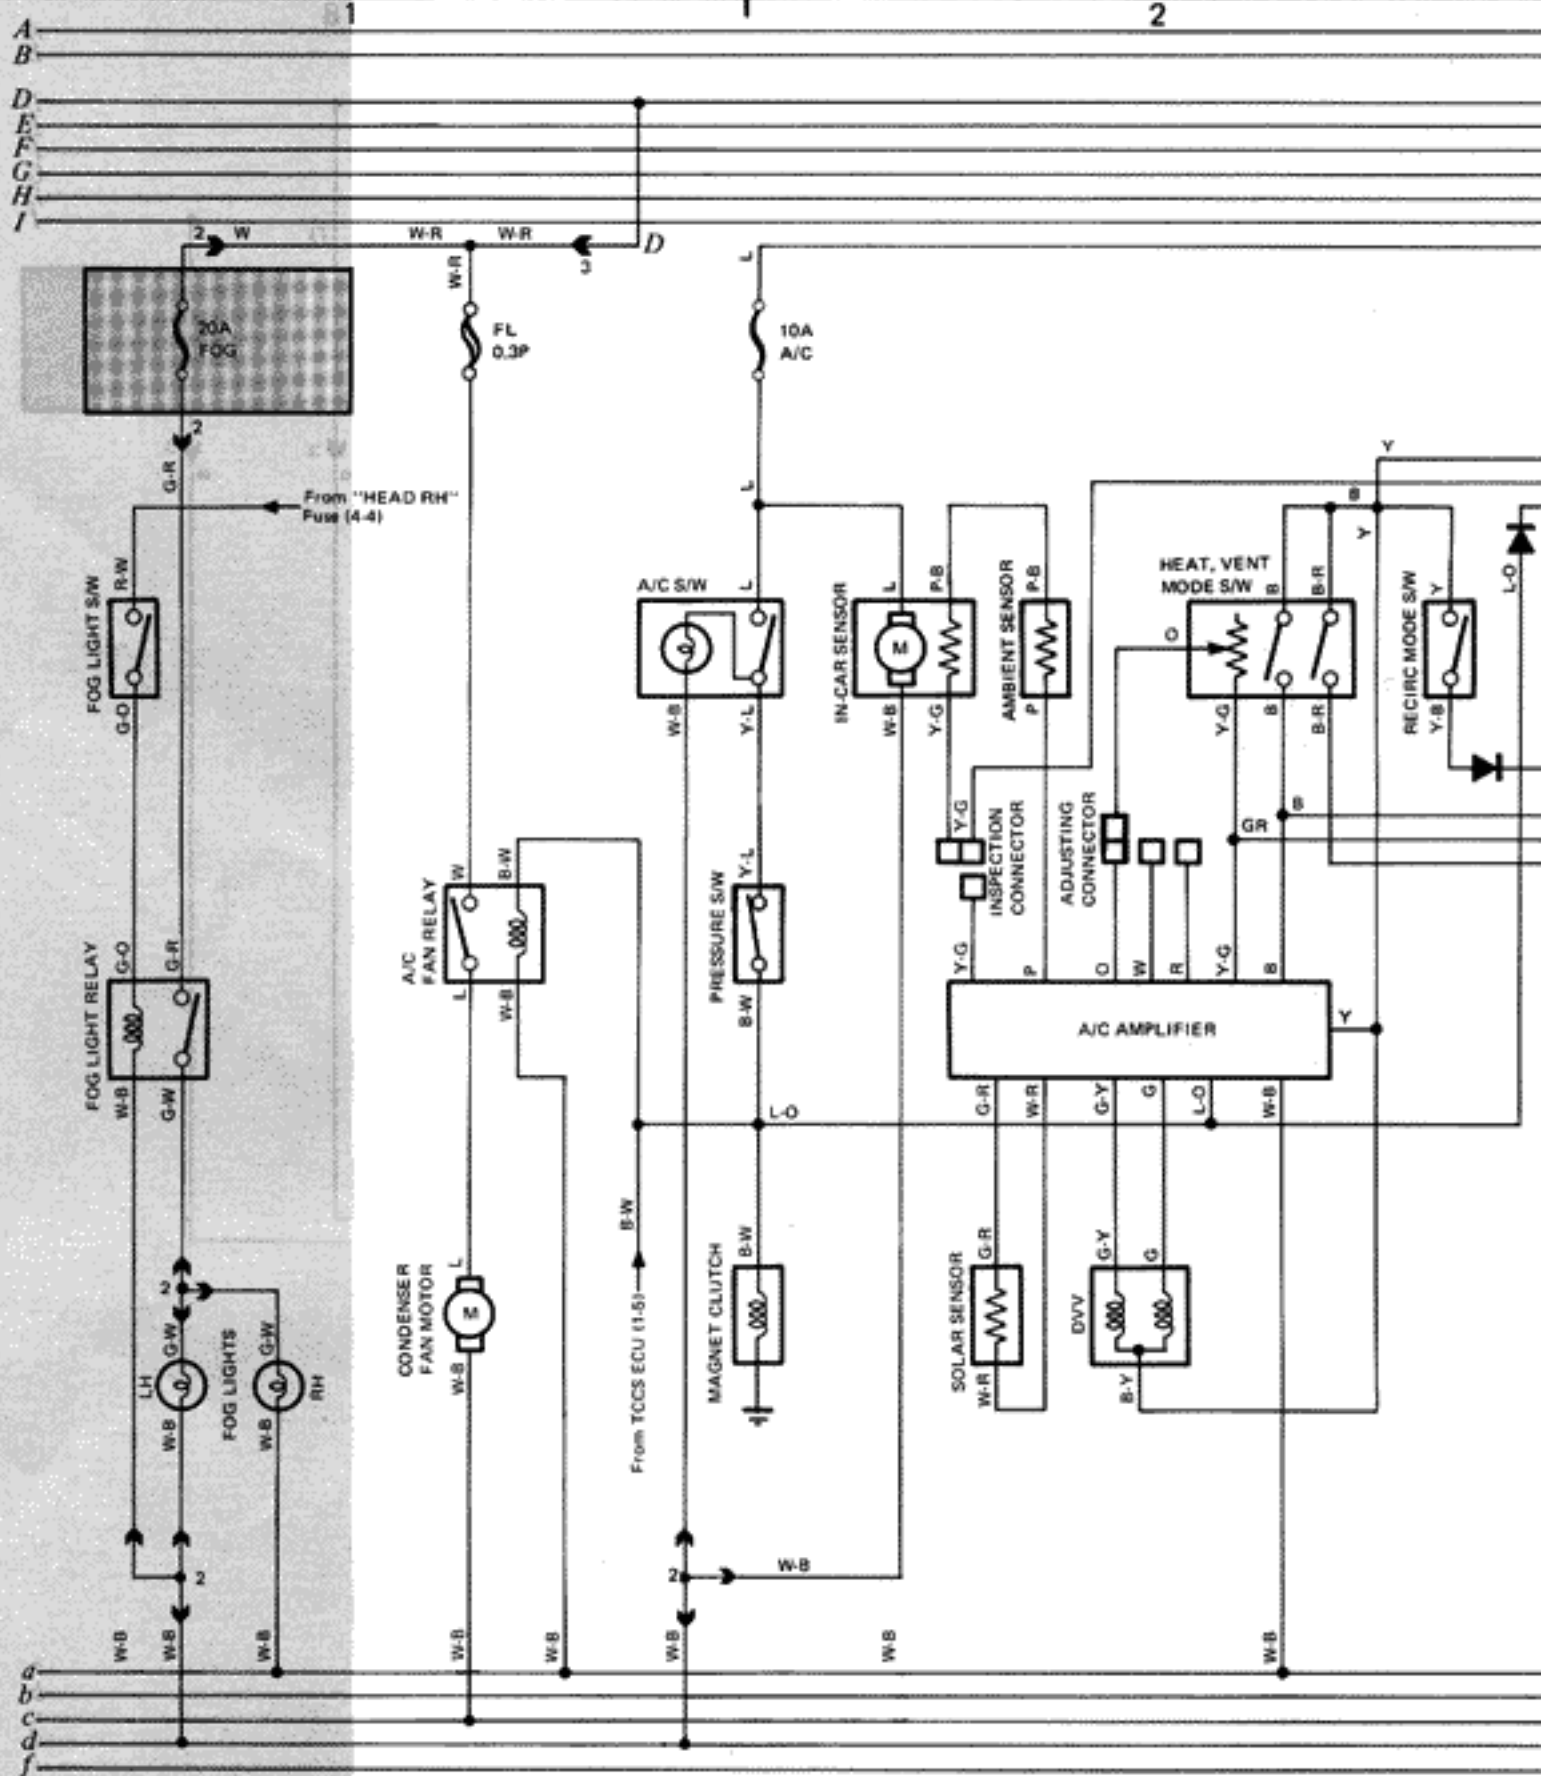 1
2
A
B
D
E
F
G
H
I
2
W
W-R
W-R
D
L
W-R
20A
FOG
FL
0.3P
10A
A/C
2
G-R
From "HEAD RH"
Fuse (4-4)
L
Y
B
Y
R-W
FOG LIGHT S/W
G-O
A/C S/W
L
W-B
Y-L
IN-CAR SENSOR
L
P-B
W-B
Y-G
M
AMBIENT SENSOR
P-B
P
HEAT, VENT
MODE S/W
B
B-R
O
Y-G
B
B-R
RECIRC MODE S/W
Y
Y-B
L-O
B
GR
Y-G
INSPECTION
CONNECTOR
ADJUSTING
CONNECTOR
W
B-W
A/C
FAN RELAY
L
W-B
Y-L
PRESSURE S/W
B-W
G-O
G-R
FOG LIGHT RELAY
W-B
G-W
Y-G
P
O
W
R
Y-G
B
A/C AMPLIFIER
Y
G-R
W-R
G-Y
G
L-O
W-B
L-O
B-W
From TCCS ECU (1-5)
B-W
MAGNET CLUTCH
G-R
SOLAR SENSOR
W-R
G-Y
G
DVV
B-Y
L
CONDENSER
FAN MOTOR
M
W-B
2
G-W
G-W
LH
FOG LIGHTS
RH
W-B
W-B
2
2
W-B
W-B
W-B
W-B
W-B
W-B
W-B
W-B
W-B
a
b
c
d
f